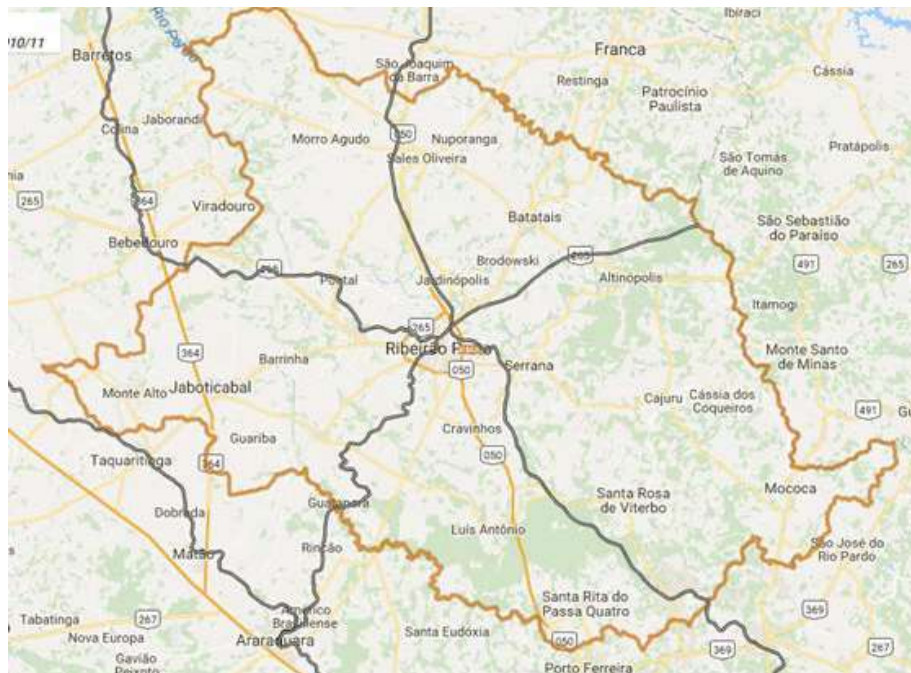 Ibiraci
010/11
Barretos
Franca
São Joaquim
da Barra
Restinga
Cássia
Patrocínio
Paulista
Colina
Jaborandi
050
Morro Agudo
Nuporanga
Sales Oliveira
Pratápolis
São Tomás
de Aquino
265
364
Viradouro
Batatais
São Sebastião
do Paraíso
Bebedouro
Brodowski
265
491
265
Pontal
Jardinópolis
Altinópolis
Itamogi
265
Ribeirão Preto
364
Barrinha
Serrana
050
Monte Santo
de Minas
Monte Alto
Jaboticabal
Cajuru
Cássia dos
Coqueiros
491
Guariba
Cravinhos
050
Taquaritinga
364
Mococa
Santa Rosa
de Viterbo
Guatapará
Dobrada
Luís Antônio
Matão
Rincão
São José do
Rio Pardo
Santa Rita do
Passa Quatro
Tabatinga
267
Américo
Brasiliense
369
Nova Europa
Araraquara
Santa Eudóxia
050
369
267
Gavião
Peixoto
Porto Ferreira